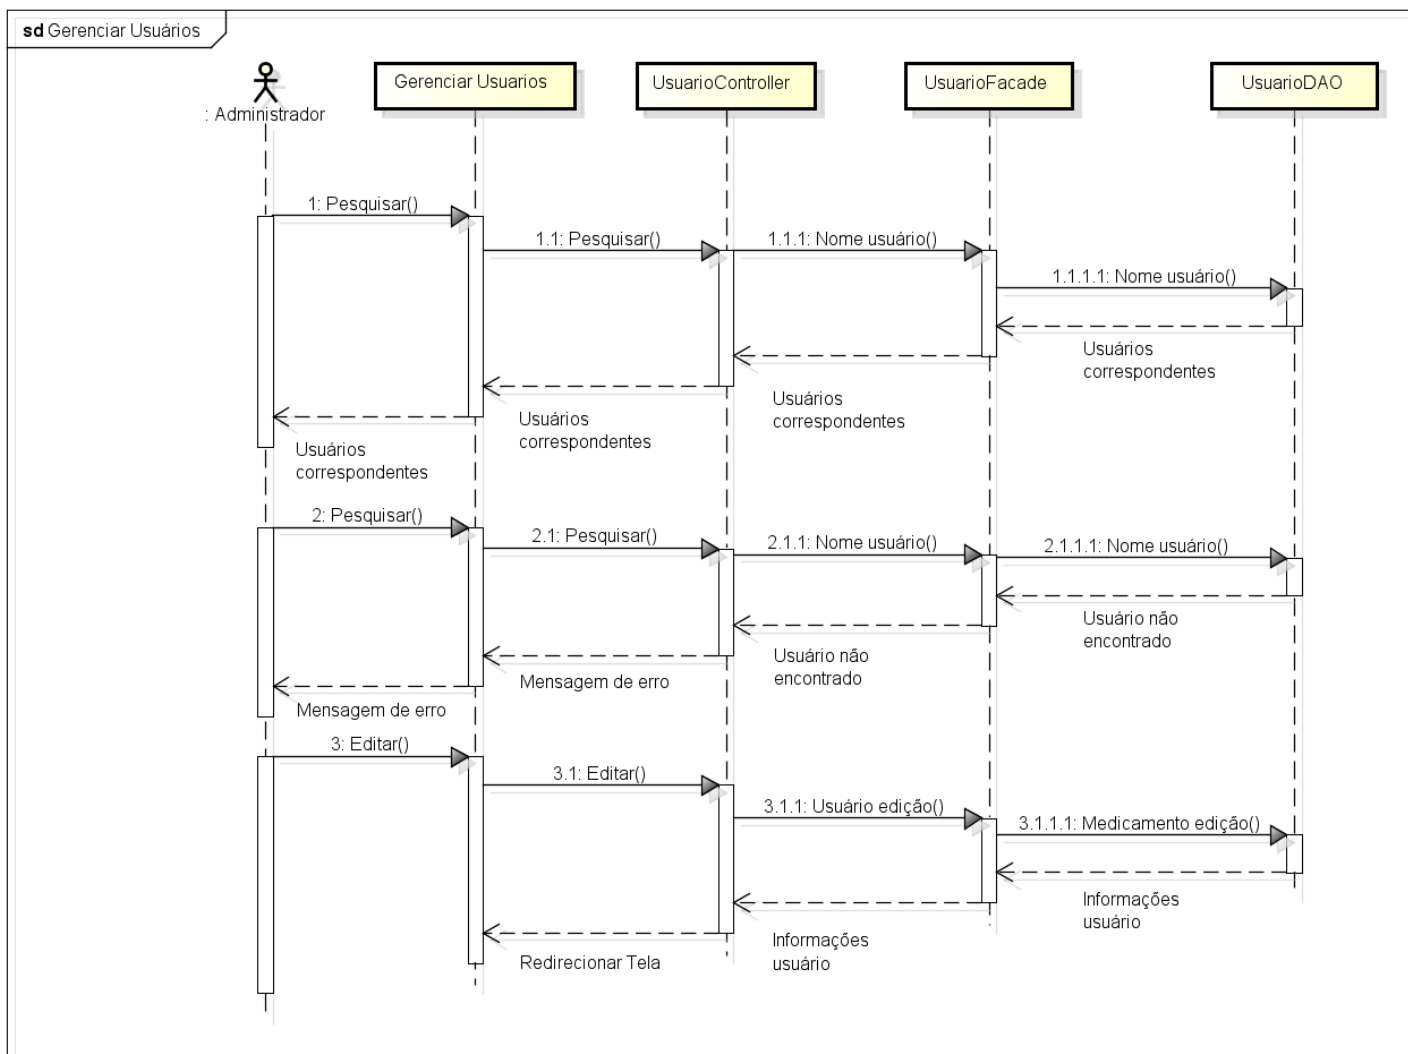 sd Gerenciar Usuários
: Administrador
Gerenciar Usuarios
UsuarioController
UsuarioFacade
UsuarioDAO
1: Pesquisar()
1.1: Pesquisar()
1.1.1: Nome usuário()
1.1.1.1: Nome usuário()
Usuários
correspondentes
Usuários
correspondentes
Usuários
correspondentes
Usuários
correspondentes
2: Pesquisar()
2.1: Pesquisar()
2.1.1: Nome usuário()
2.1.1.1: Nome usuário()
Usuário não
encontrado
Usuário não
encontrado
Mensagem de erro
Mensagem de erro
3: Editar()
3.1: Editar()
3.1.1: Usuário edição()
3.1.1.1: Medicamento edição()
Informações
usuário
Informações
usuário
Redirecionar Tela